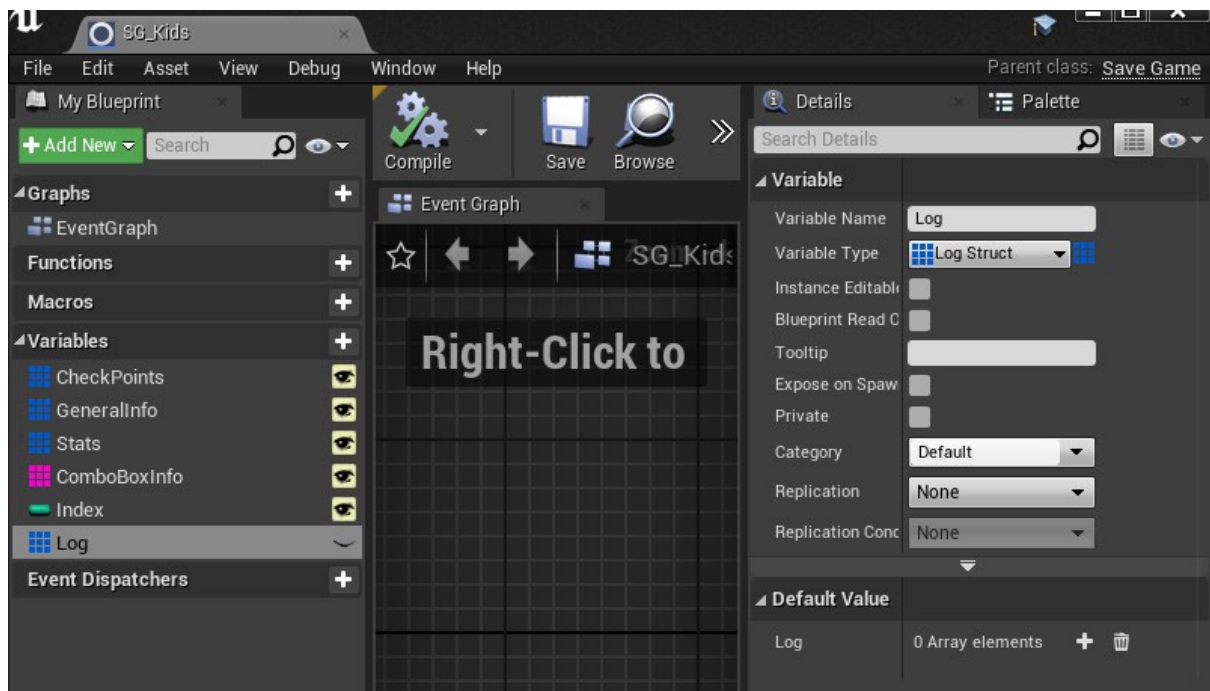 SG_Kids
File Edit Asset View Debug Window Help
Parent class: Save Game
My Blueprint
Add New
Search
Graphs
EventGraph
Functions
Macros
Variables
CheckPoints
GeneralInfo
Stats
ComboBoxInfo
Index
Log
Event Dispatchers
Compile
Save
Browse
Event Graph
SG_Kids
Right-Click to
Details
Palette
Search Details
Variable
Variable Name Log
Variable Type Log Struct
Instance Editable
Blueprint Read O
Tooltip
Expose on Spaw
Private
Category Default
Replication None
Replication Conc None
Default Value
Log 0 Array elements